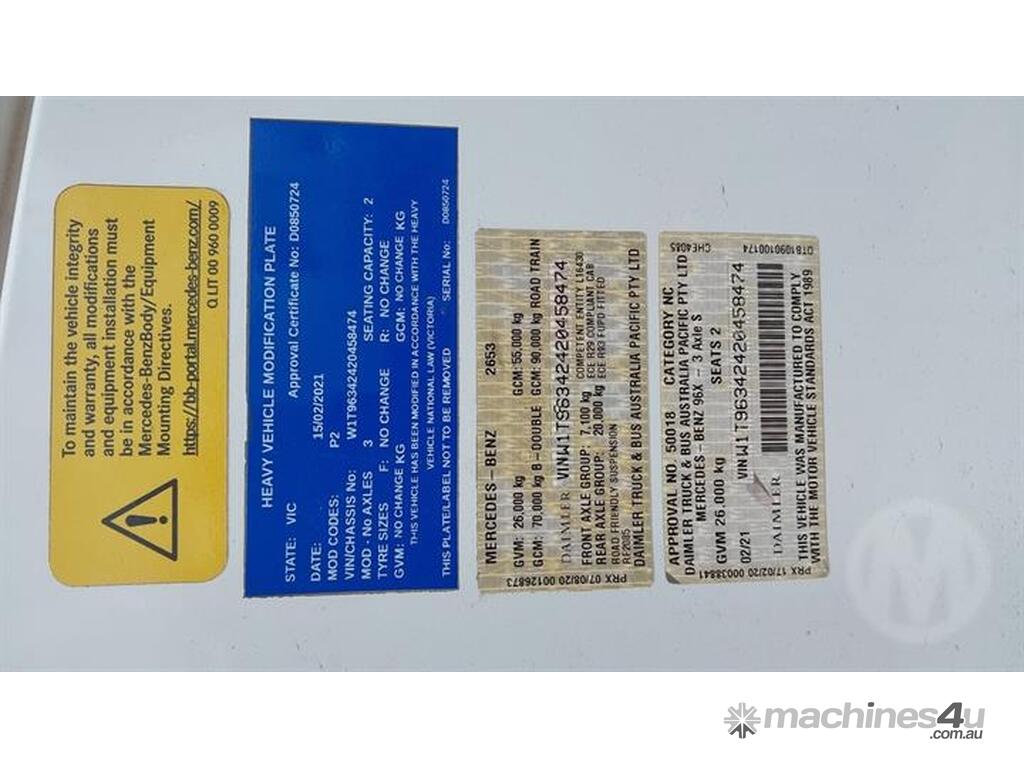 To maintain the vehicle integrity
and warranty, all modifications
and equipment installation must
be in accordance with the
Mercedes-BenzBody/Equipment
Mounting Directives.
https://bb-portal.mercedes-benz.com/
Q LIT 00 960 0009
HEAVY VEHICLE MODIFICATION PLATE
STATE: VIC Approval Certificate No: D0850724
DATE: 15/02/2021
MOD CODES: P2
VIN/CHASSIS No: W1T96342420458474
MOD - No AXLES 3 SEATING CAPACITY: 2
TYRE SIZES F: NO CHANGE R: NO CHANGE
GVM: NO CHANGE KG GCM: NO CHANGE KG
THIS VEHICLE HAS BEEN MODIFIED IN ACCORDANCE WITH THE HEAVY
VEHICLE NATIONAL LAW (VICTORIA)
THIS PLATE/LABEL NOT TO BE REMOVED SERIAL No: D0850724
MERCEDES-BENZ 2653
GVM: 26,000 kg GCM: 55,000 kg
GCM: 70,000 kg B-DOUBLE GCM: 90,000 kg ROAD TRAIN
DAIMLER VINW1T96342420458474
FRONT AXLE GROUP: 7,100 kg COMPETENT ENTITY L16430
REAR AXLE GROUP: 20,000 kg ECE R29 COMPLIANT CAB
ROAD FRIENDLY SUSPENSION ECE R93 FUPD FITTED
RF2085
DAIMLER TRUCK & BUS AUSTRALIA PACIFIC PTY LTD
PRX 07/08/20 00126873
CHE4085
APPROVAL NO. 50018 CATEGORY NC
DAIMLER TRUCK & BUS AUSTRALIA PACIFIC PTY LTD
MERCEDES-BENZ 96X - 3 Axle S
GVM 26,000 kg SEATS 2
02/21 VINW1T96342420458474
DAIMLER
THIS VEHICLE WAS MANUFACTURED TO COMPLY
WITH THE MOTOR VEHICLE STANDARDS ACT 1989
PRX 17/02/20 00038841
DTB1090100174
M
machines4u
.com.au